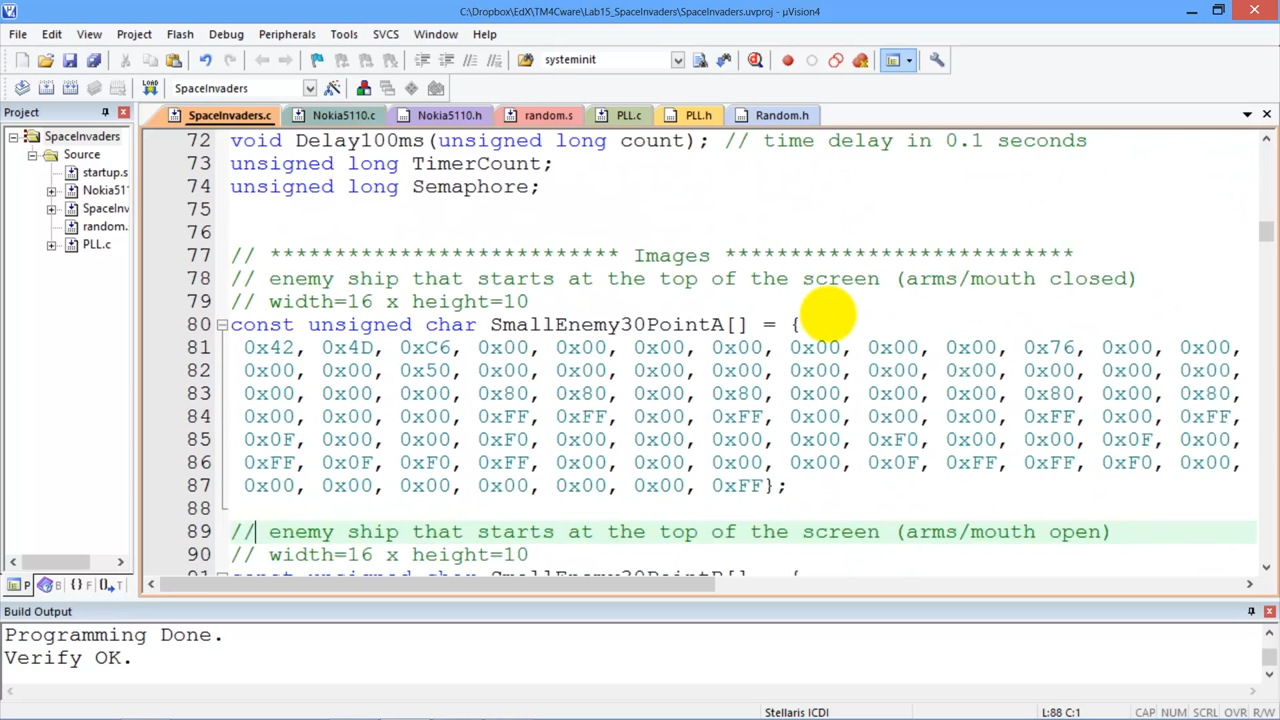 C:\Dropbox\EdX\TM4Cware\Lab15_SpaceInvaders\SpaceInvaders.uvproj - µVision4
File Edit View Project Flash Debug Peripherals Tools SVCS Window Help
systeminit
LOAD SpaceInvaders
Project
SpaceInvaders.c Nokia5110.c Nokia5110.h random.s PLL.c PLL.h Random.h
SpaceInvaders
Source
startup.s
Nokia51
SpaceInv
random.
PLL.c
72 void Delay100ms(unsigned long count); // time delay in 0.1 seconds
73 unsigned long TimerCount;
74 unsigned long Semaphore;
75
76
77 // *************************** Images ***************************
78 // enemy ship that starts at the top of the screen (arms/mouth closed)
79 // width=16 x height=10
80 const unsigned char SmallEnemy30PointA[] = {
81 0x42, 0x4D, 0xC6, 0x00, 0x00, 0x00, 0x00, 0x00, 0x00, 0x00, 0x76, 0x00, 0x00,
82 0x00, 0x00, 0x50, 0x00, 0x00, 0x00, 0x00, 0x00, 0x00, 0x00, 0x00, 0x00, 0x00,
83 0x00, 0x00, 0x00, 0x80, 0x80, 0x00, 0x80, 0x00, 0x00, 0x00, 0x80, 0x00, 0x80,
84 0x00, 0x00, 0x00, 0xFF, 0xFF, 0x00, 0xFF, 0x00, 0x00, 0x00, 0xFF, 0x00, 0xFF,
85 0x0F, 0x00, 0x00, 0xF0, 0x00, 0x00, 0x00, 0x00, 0xF0, 0x00, 0x00, 0x0F, 0x00,
86 0xFF, 0x0F, 0xF0, 0xFF, 0x00, 0x00, 0x00, 0x00, 0x0F, 0xFF, 0xFF, 0xF0, 0x00,
87 0x00, 0x00, 0x00, 0x00, 0x00, 0x00, 0xFF};
88
89 // enemy ship that starts at the top of the screen (arms/mouth open)
90 // width=16 x height=10
91 const unsigned char SmallEnemy30PointB[] = {
P B {} F T
Build Output
Programming Done.
Verify OK.
Stellaris ICDI L:88 C:1 CAP NUM SCRL OVR R/W